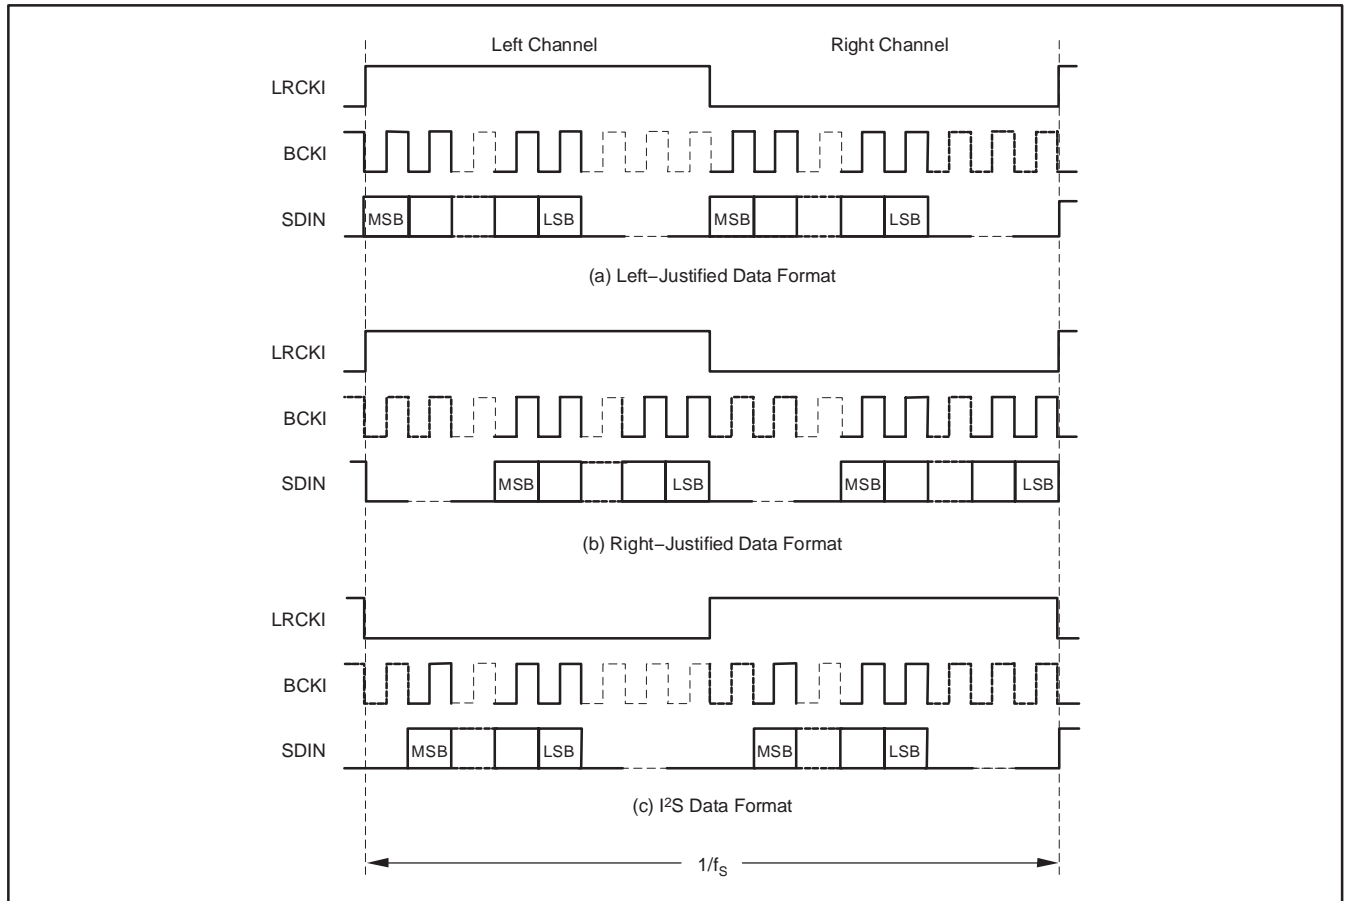 Left Channel Right Channel
LRCKI
BCKI
SDIN MSB LSB MSB LSB
(a) Left−Justified Data Format
LRCKI
BCKI
SDIN MSB LSB MSB LSB
(b) Right−Justified Data Format
LRCKI
BCKI
SDIN MSB LSB MSB LSB
(c) I²S Data Format
1/fS